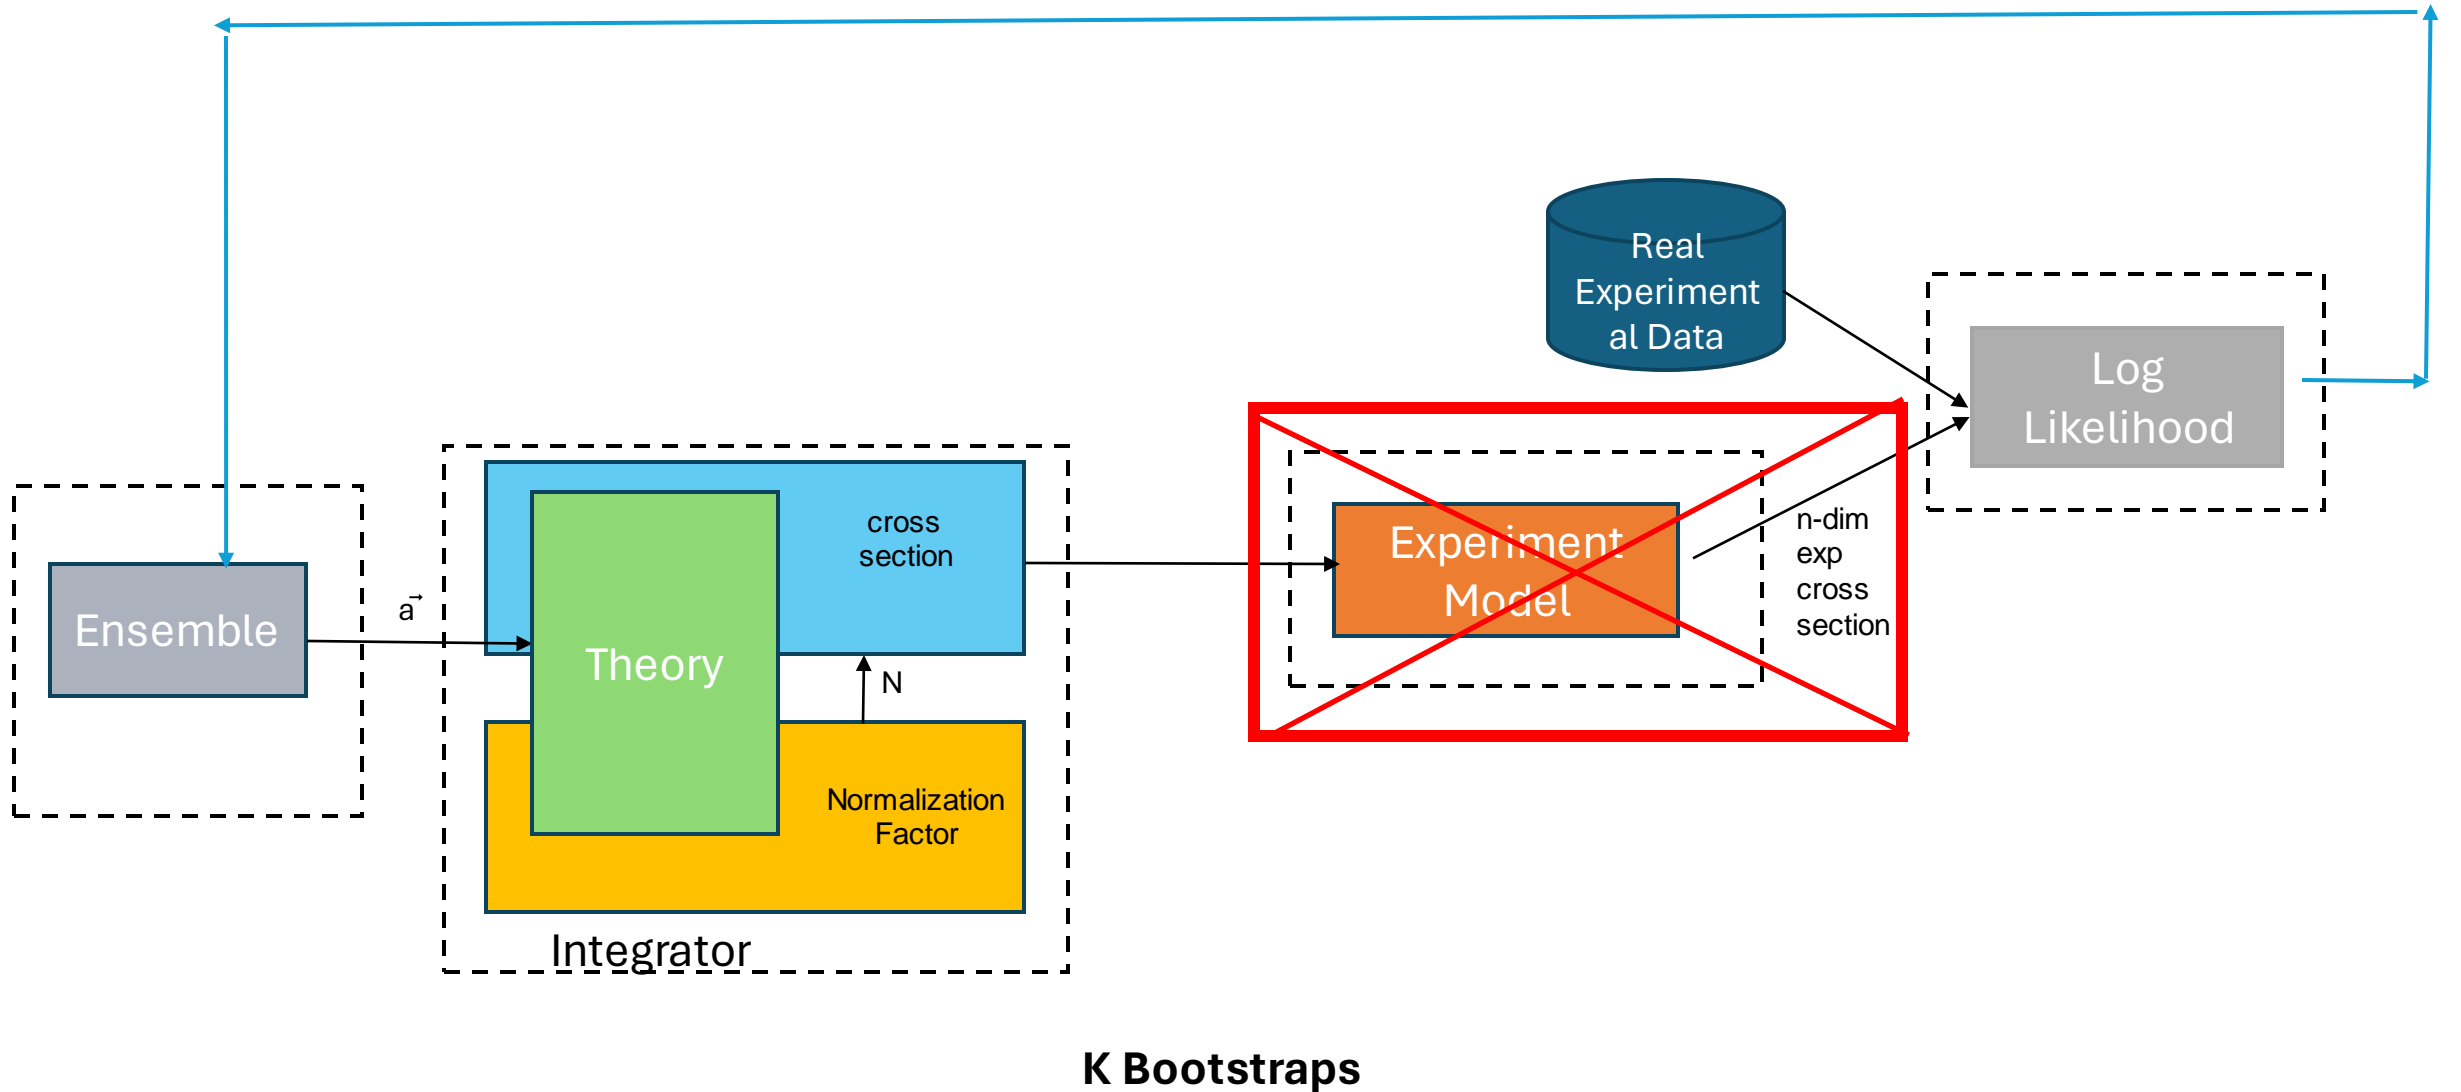 Real
Experiment
al Data
Log
Likelihood
cross
section
Experiment
Model
n-dim
exp
cross
section
Ensemble
a⃗
Theory
N
Normalization
Factor
Integrator
K Bootstraps